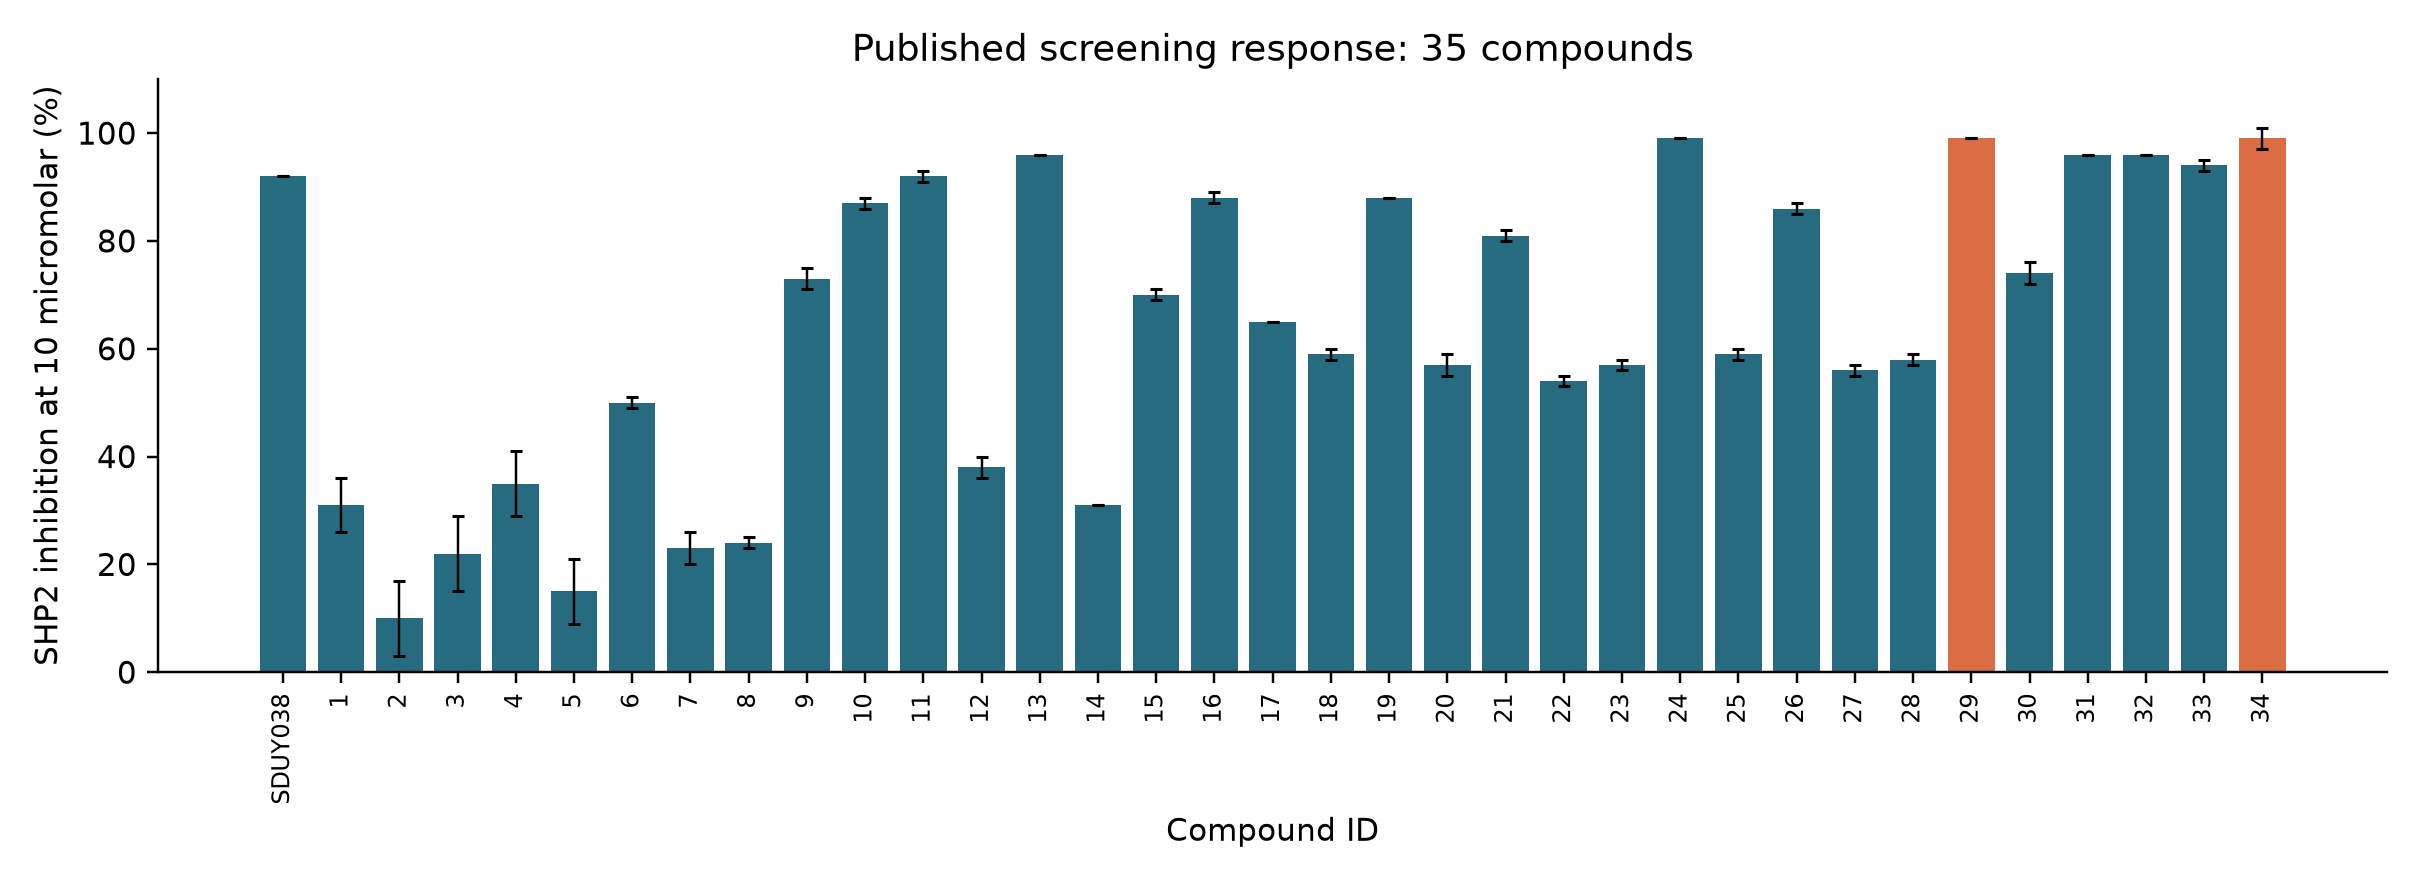 Published screening response: 35 compounds
SHP2 inhibition at 10 micromolar (%)
100
80
60
40
20
0
SDUY038 1 2 3 4 5 6 7 8 9 10 11 12 13 14 15 16 17 18 19 20 21 22 23 24 25 26 27 28 29 30 31 32 33 34
Compound ID